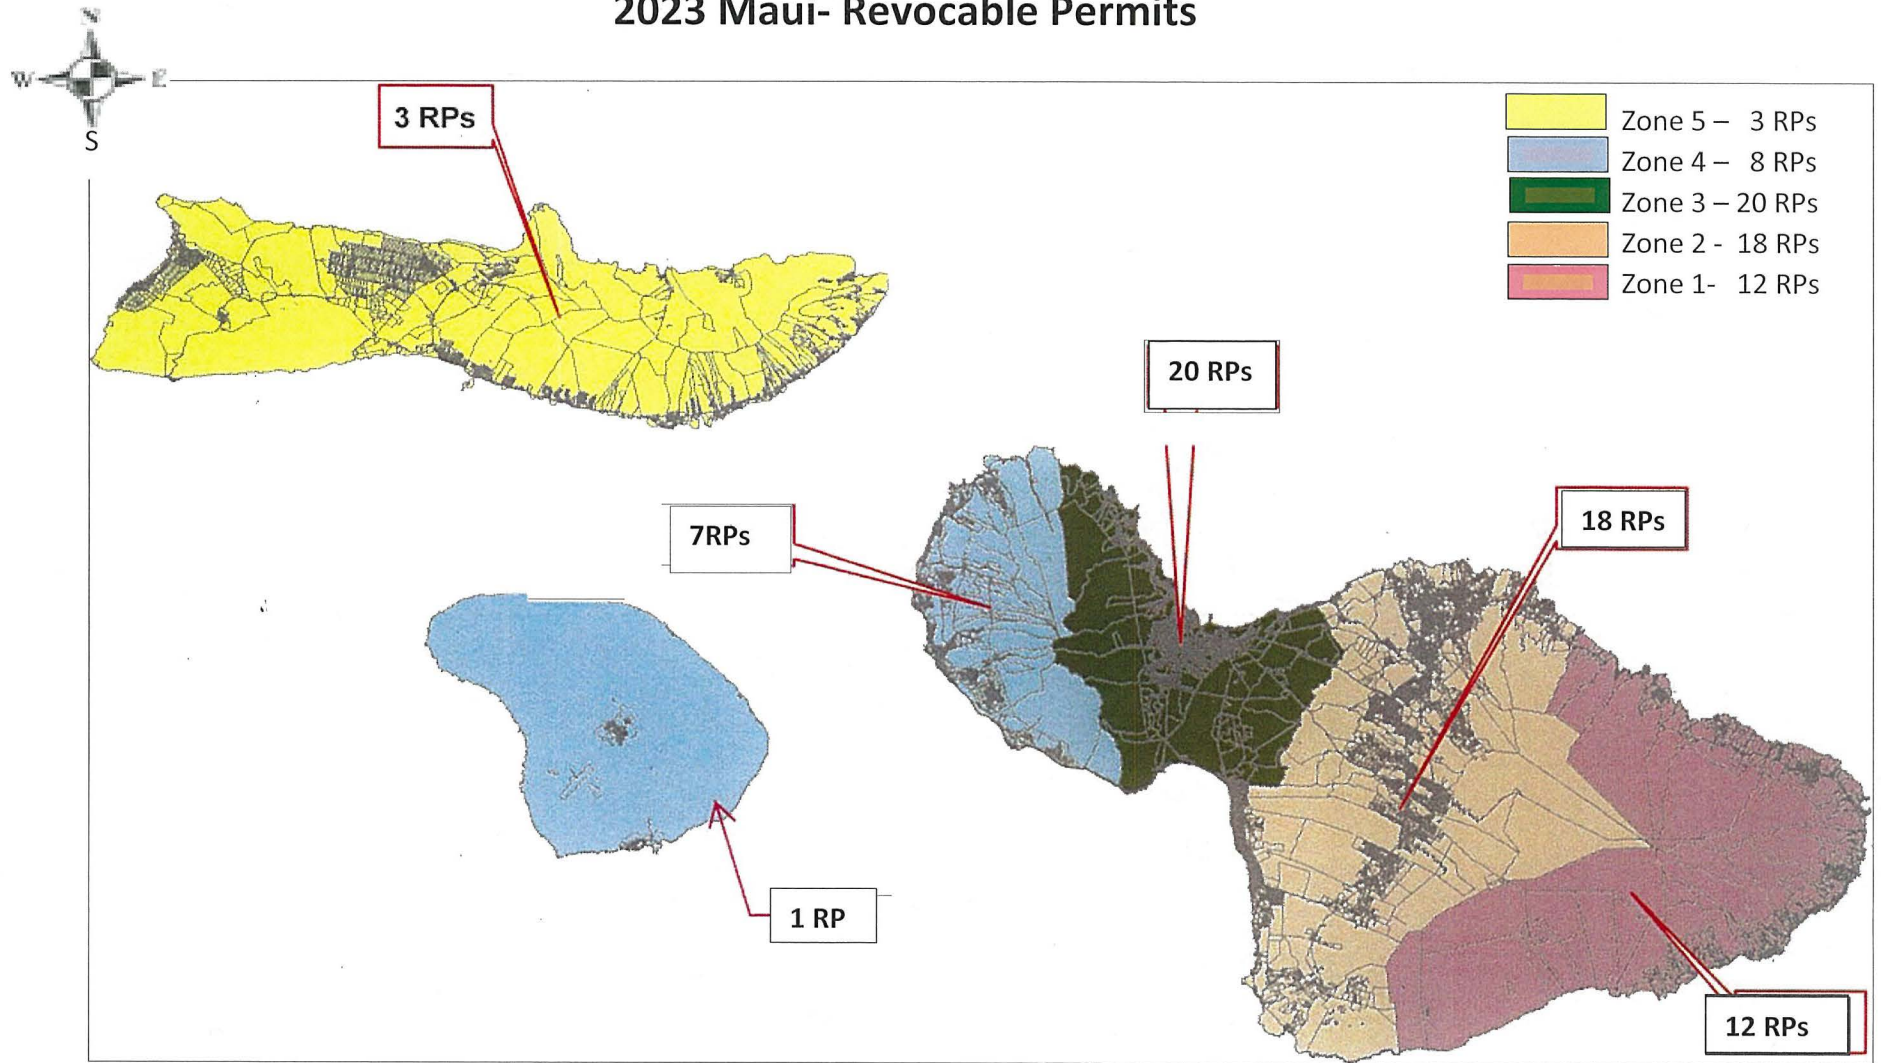 2023 Maui- Revocable Permits
N
W
E
S
3 RPs
Zone 5 – 3 RPs
Zone 4 – 8 RPs
Zone 3 – 20 RPs
Zone 2 - 18 RPs
Zone 1- 12 RPs
20 RPs
18 RPs
7RPs
1 RP
12 RPs